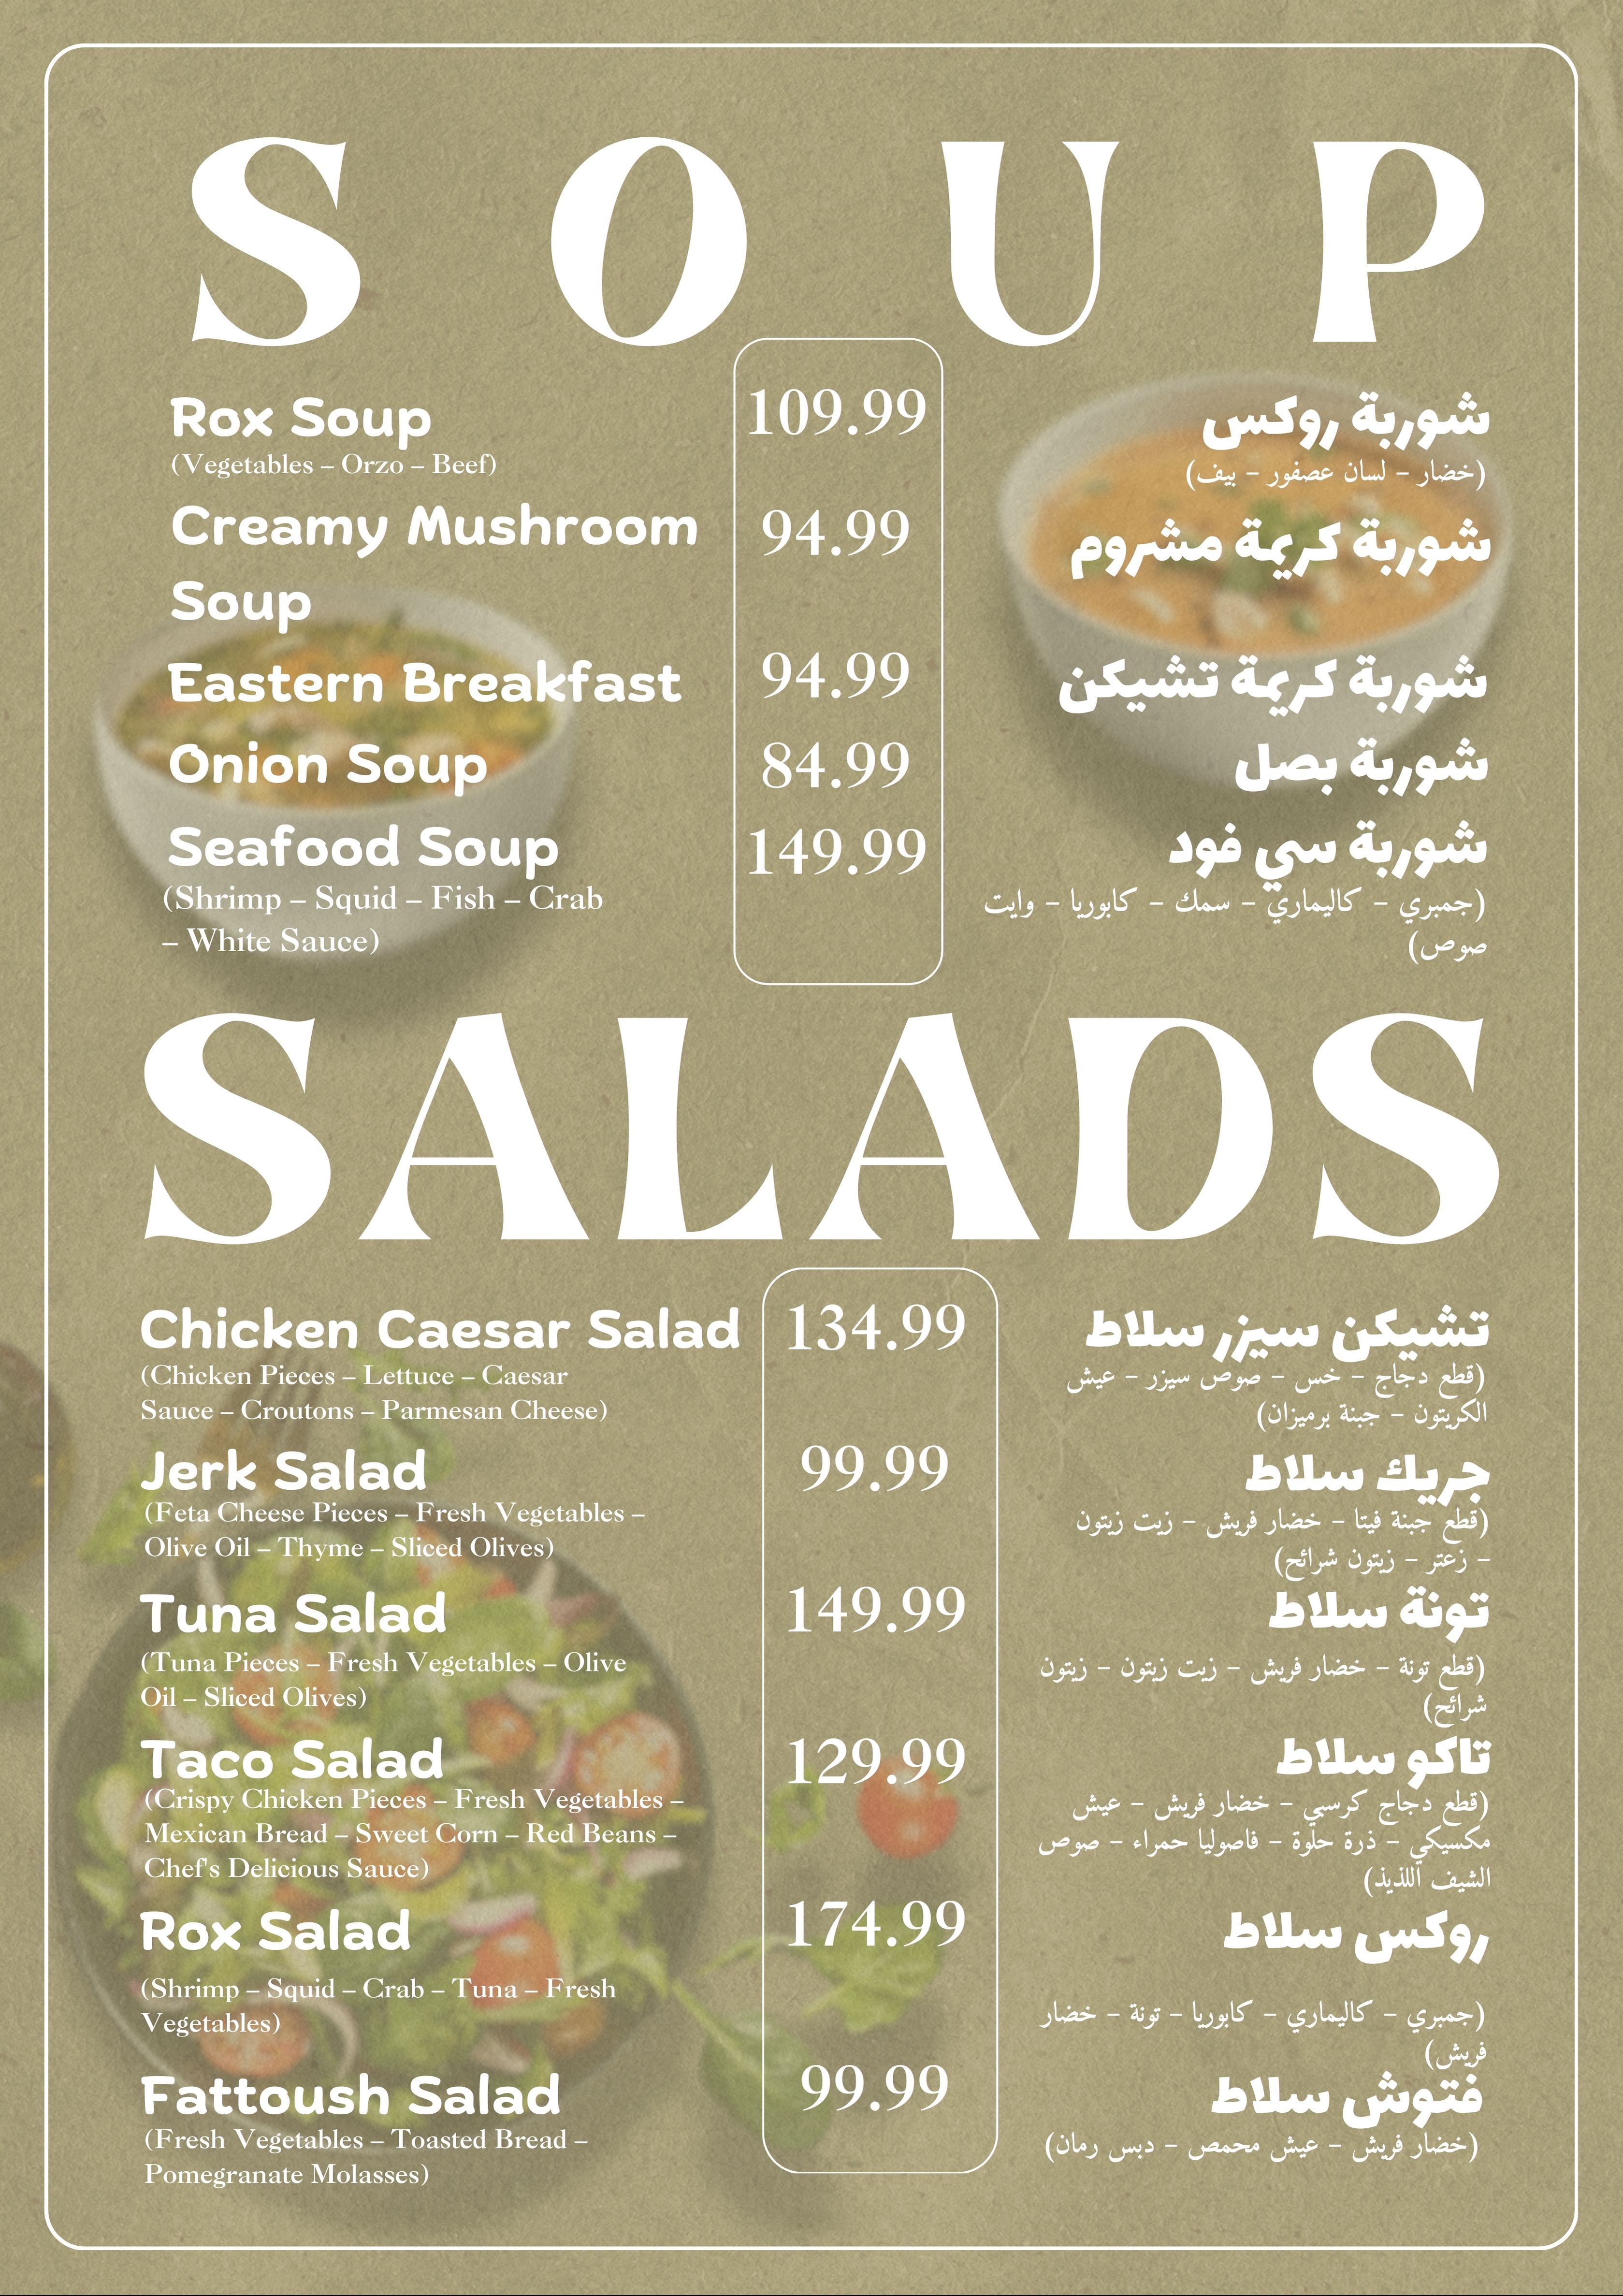 SOUP
Rox Soup 109.99 شوربة روكس
(Vegetables – Orzo – Beef) (خضار - لسان عصفور - بيف)
Creamy Mushroom 94.99 شوربة كريمة مشروم
Soup
Eastern Breakfast 94.99 شوربة كريمة تشيكن
Onion Soup 84.99 شوربة بصل
Seafood Soup 149.99 شوربة سي فود
(Shrimp – Squid – Fish – Crab (جمبري - كاليماري - سمك - كابوريا - وايت
– White Sauce) صوص)
SALADS
Chicken Caesar Salad 134.99 تشيكن سيزر سلاط
(Chicken Pieces – Lettuce – Caesar (قطع دجاج - خس - صوص سيزر - عيش
Sauce – Croutons – Parmesan Cheese) الكريتون - جبنة برميزان)
Jerk Salad 99.99 جريك سلاط
(Feta Cheese Pieces – Fresh Vegetables – (قطع جبنة فيتا - خضار فريش - زيت زيتون
Olive Oil – Thyme – Sliced Olives) - زعتر - زيتون شرائح)
Tuna Salad 149.99 تونة سلاط
(Tuna Pieces – Fresh Vegetables – Olive (قطع تونة - خضار فريش - زيت زيتون - زيتون
Oil – Sliced Olives) شرائح)
Taco Salad 129.99 تاكو سلاط
(Crispy Chicken Pieces – Fresh Vegetables – (قطع دجاج كرسبي - خضار فريش - عيش
Mexican Bread – Sweet Corn – Red Beans – مكسيكي - ذرة حلوة - فاصوليا حمراء - صوص
Chef's Delicious Sauce) الشيف اللذيذ)
Rox Salad 174.99 روكس سلاط
(Shrimp – Squid – Crab – Tuna – Fresh (جمبري - كاليماري - كابوريا - تونة - خضار
Vegetables) فريش)
Fattoush Salad 99.99 فتوش سلاط
(Fresh Vegetables – Toasted Bread – (خضار فريش - عيش محمص - دبس رمان)
Pomegranate Molasses)